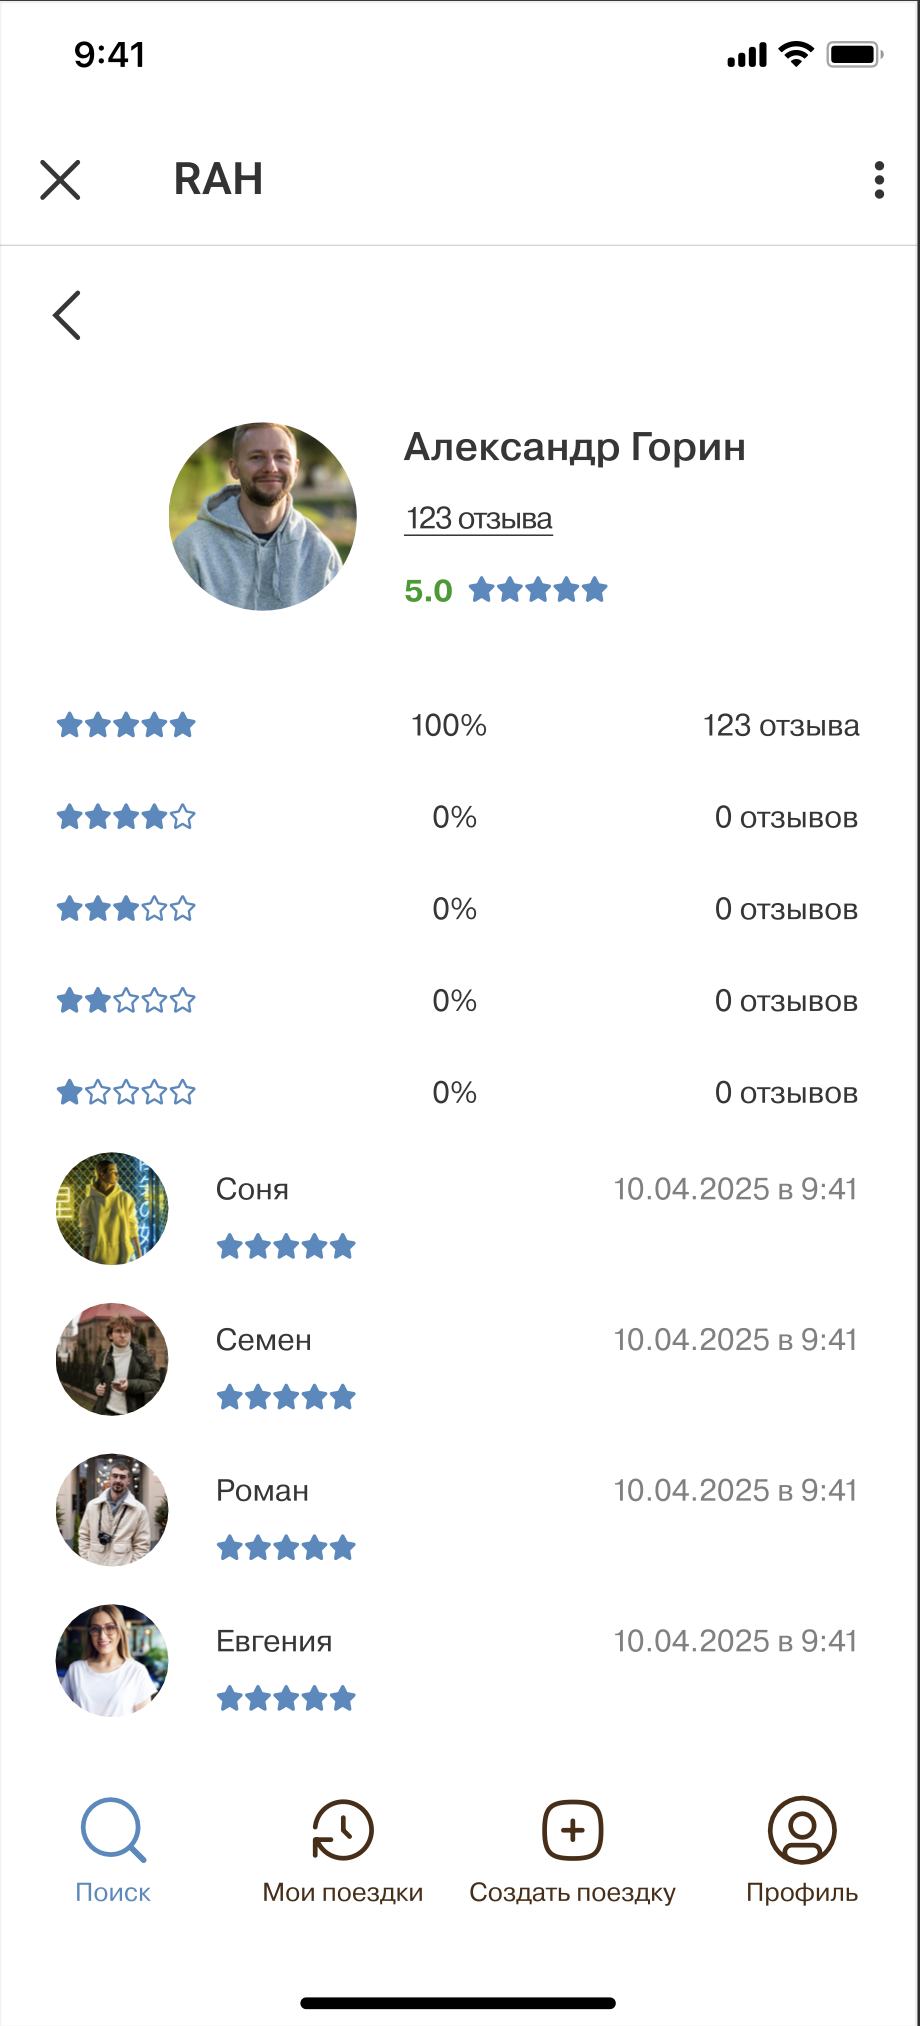 9:41
RAH
Александр Горин
123 отзыва
5.0
100% 123 отзыва
0% 0 отзывов
0% 0 отзывов
0% 0 отзывов
0% 0 отзывов
Соня 10.04.2025 в 9:41
Семен 10.04.2025 в 9:41
Роман 10.04.2025 в 9:41
Евгения 10.04.2025 в 9:41
Поиск Мои поездки Создать поездку Профиль